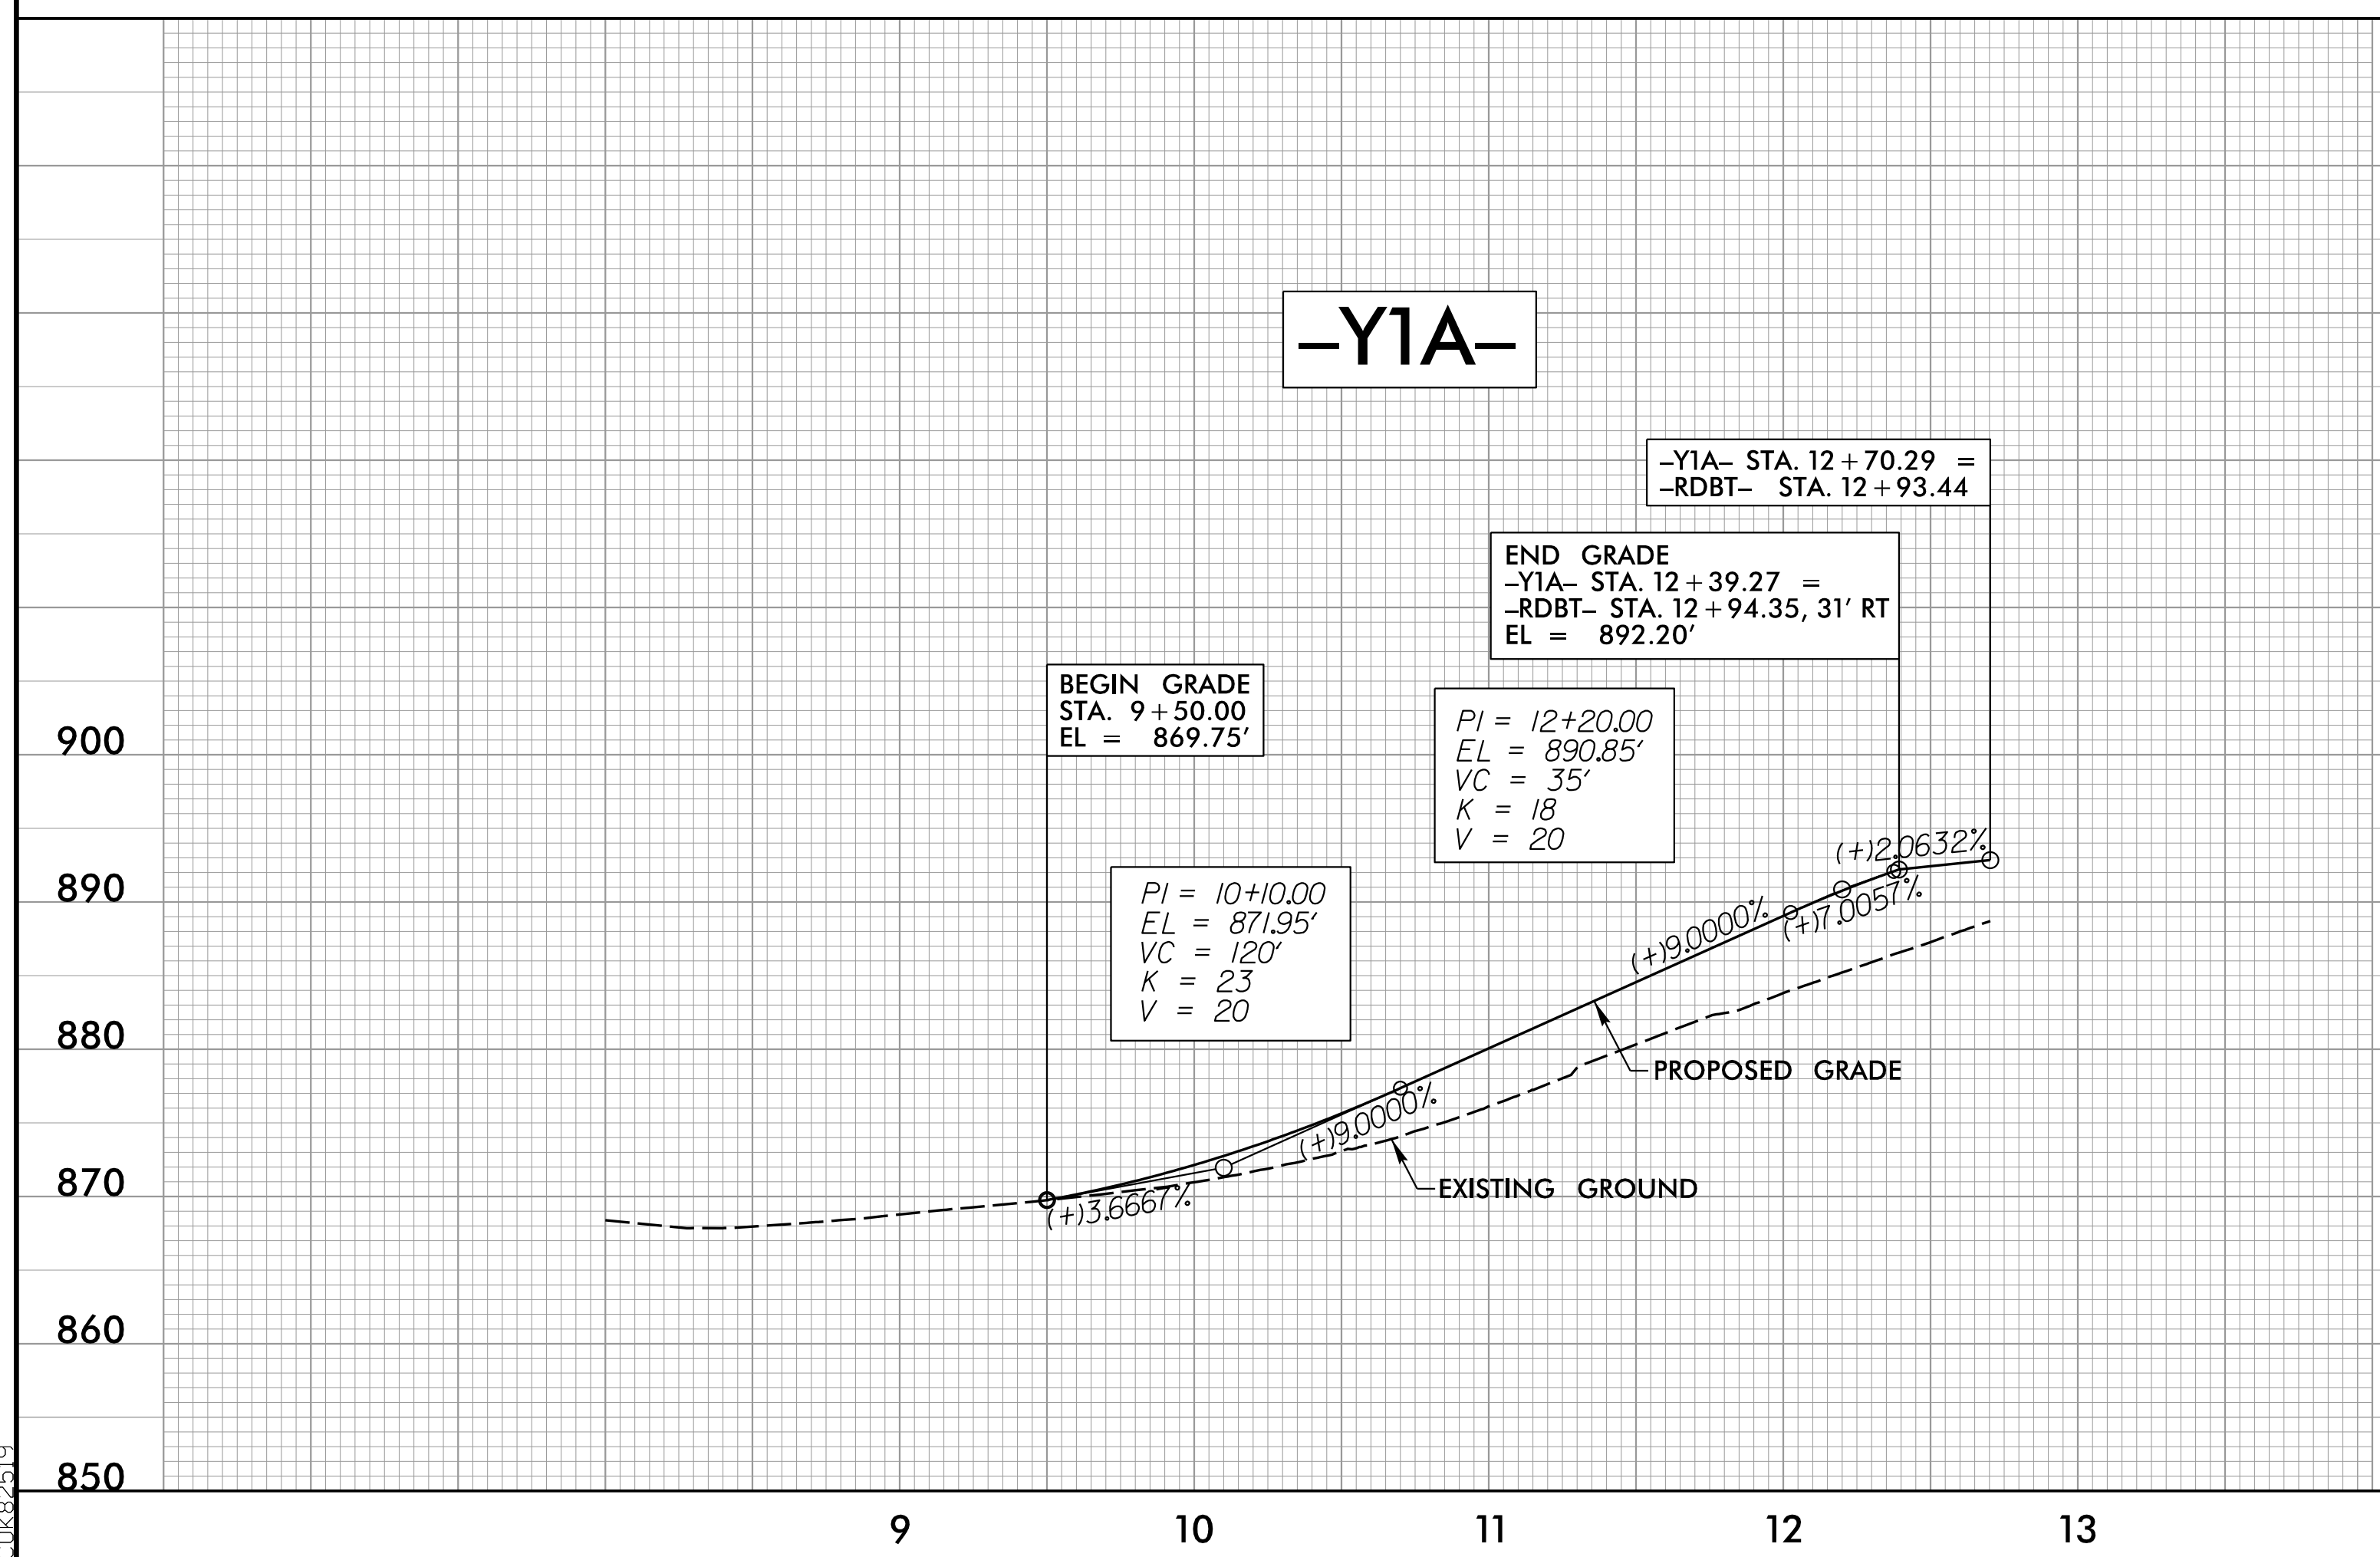 –Y1A–
–Y1A– STA. 12+70.29 =
–RDBT– STA. 12+93.44
END GRADE
–Y1A– STA. 12+39.27 =
–RDBT– STA. 12+94.35, 31' RT
EL = 892.20'
BEGIN GRADE
STA. 9+50.00
EL = 869.75'
PI = 12+20.00
EL = 890.85'
VC = 35'
K = 18
V = 20
PI = 10+10.00
EL = 871.95'
VC = 120'
K = 23
V = 20
(+)2.0632%
(+)7.0057%
(+)9.0000%
(+)9.0000%
(+)3.6667%
PROPOSED GRADE
EXISTING GROUND
900
890
880
870
860
850
9 10 11 12 13